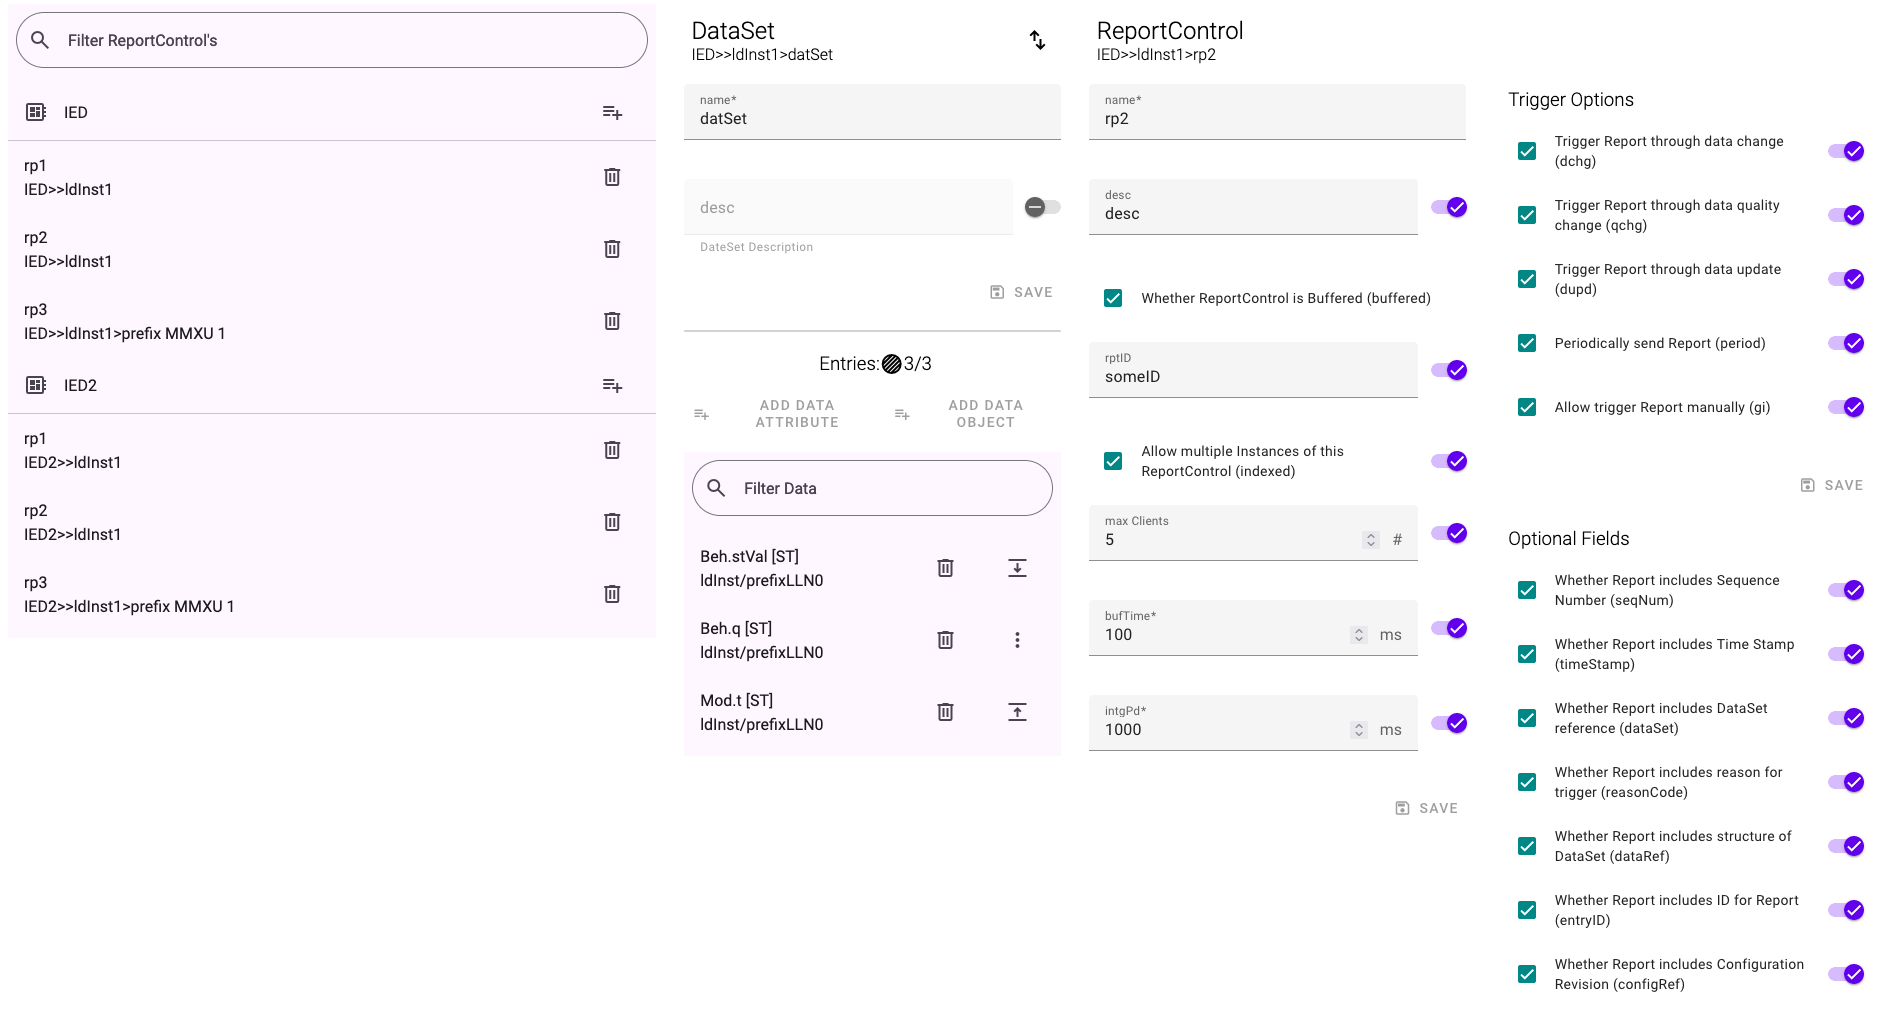 Filter ReportControl's
IED
rp1
IED>>ldInst1
rp2
IED>>ldInst1
rp3
IED>>ldInst1>prefix MMXU 1
IED2
rp1
IED2>>ldInst1
rp2
IED2>>ldInst1
rp3
IED2>>ldInst1>prefix MMXU 1
DataSet
IED>>ldInst1>datSet
name*
datSet
desc
DateSet Description
SAVE
Entries: 3/3
ADD DATA
ATTRIBUTE
ADD DATA
OBJECT
Filter Data
Beh.stVal [ST]
ldInst/prefixLLN0
Beh.q [ST]
ldInst/prefixLLN0
Mod.t [ST]
ldInst/prefixLLN0
ReportControl
IED>>ldInst1>rp2
name*
rp2
desc
desc
Whether ReportControl is Buffered (buffered)
rptID
someID
Allow multiple Instances of this
ReportControl (indexed)
max Clients
5 #
bufTime*
100 ms
intgPd*
1000 ms
SAVE
Trigger Options
Trigger Report through data change
(dchg)
Trigger Report through data quality
change (qchg)
Trigger Report through data update
(dupd)
Periodically send Report (period)
Allow trigger Report manually (gi)
SAVE
Optional Fields
Whether Report includes Sequence
Number (seqNum)
Whether Report includes Time Stamp
(timeStamp)
Whether Report includes DataSet
reference (dataSet)
Whether Report includes reason for
trigger (reasonCode)
Whether Report includes structure of
DataSet (dataRef)
Whether Report includes ID for Report
(entryID)
Whether Report includes Configuration
Revision (configRef)